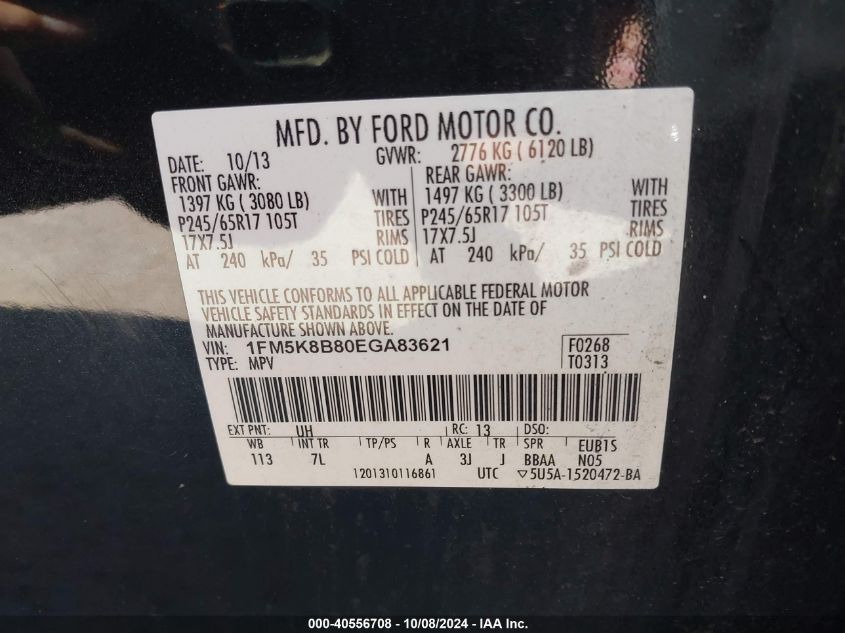 MFD. BY FORD MOTOR CO.
DATE: 10/13 GVWR: 2776 KG ( 6120 LB)
FRONT GAWR: REAR GAWR:
1397 KG ( 3080 LB) WITH 1497 KG ( 3300 LB) WITH
P245/65R17 105T TIRES P245/65R17 105T TIRES
17X7.5J RIMS 17X7.5J RIMS
AT 240 kPa/ 35 PSI COLD AT 240 kPa/ 35 PSI COLD
THIS VEHICLE CONFORMS TO ALL APPLICABLE FEDERAL MOTOR
VEHICLE SAFETY STANDARDS IN EFFECT ON THE DATE OF
MANUFACTURE SHOWN ABOVE.
VIN: 1FM5K8B80EGA83621 F0268
TYPE: MPV T0313
EXT PNT: UH RC: 13 DSO:
WB INT TR TP/PS R AXLE TR SPR EUB1S
113 7L A 3J J BBAA N05
1201310116861 UTC ▽5U5A-1520472-BA
000-40556708 - 10/08/2024 - IAA Inc.